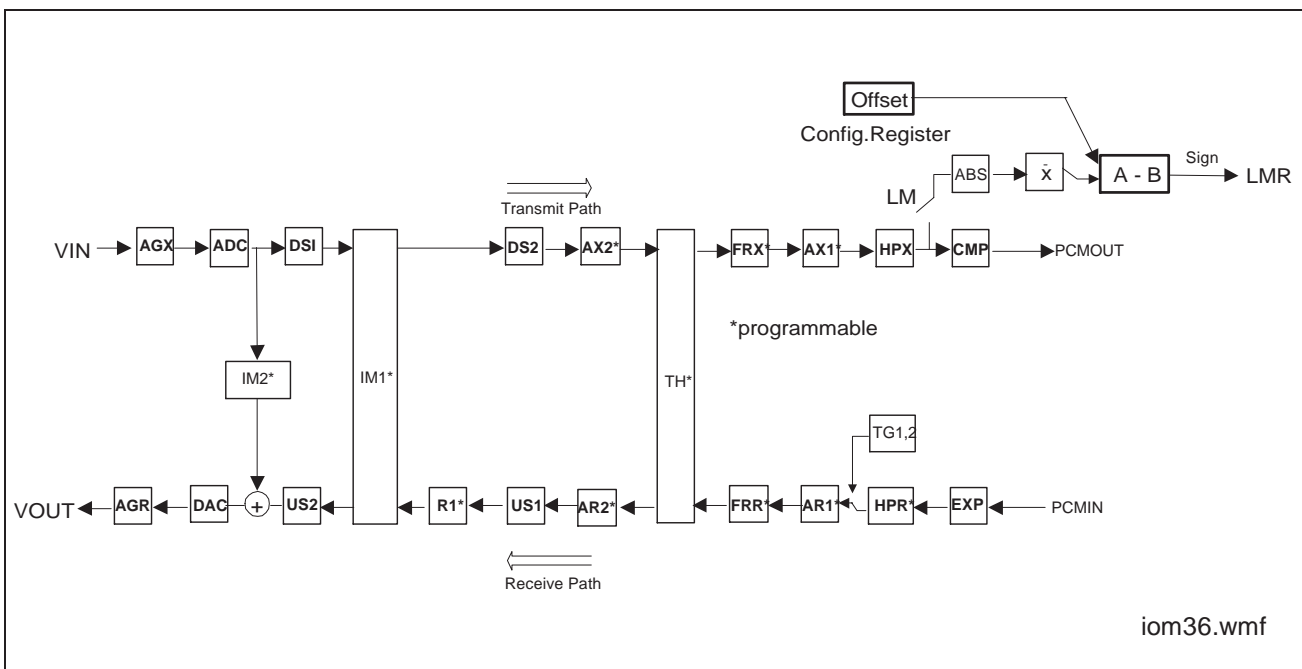 Offset
Config.Register
ABS
x̄
A - B
Sign
LMR
LM
Transmit Path
VIN
AGX
ADC
DSI
DS2
AX2*
FRX*
AX1*
HPX
CMP
PCMOUT
*programmable
IM2*
IM1*
TH*
TG1,2
VOUT
AGR
DAC
+
US2
R1*
US1
AR2*
FRR*
AR1*
HPR*
EXP
PCMIN
Receive Path
iom36.wmf